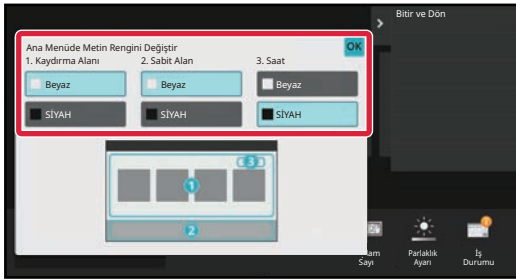 Bitir ve Dön
Ana Menüde Metin Rengini Değiştir
OK
1. Kaydırma Alanı
2. Sabit Alan
3. Saat
Beyaz
Beyaz
Beyaz
SİYAH
SİYAH
SİYAH
3
1
2
Sayı
Parlaklık
Ayarı
İş
Durumu